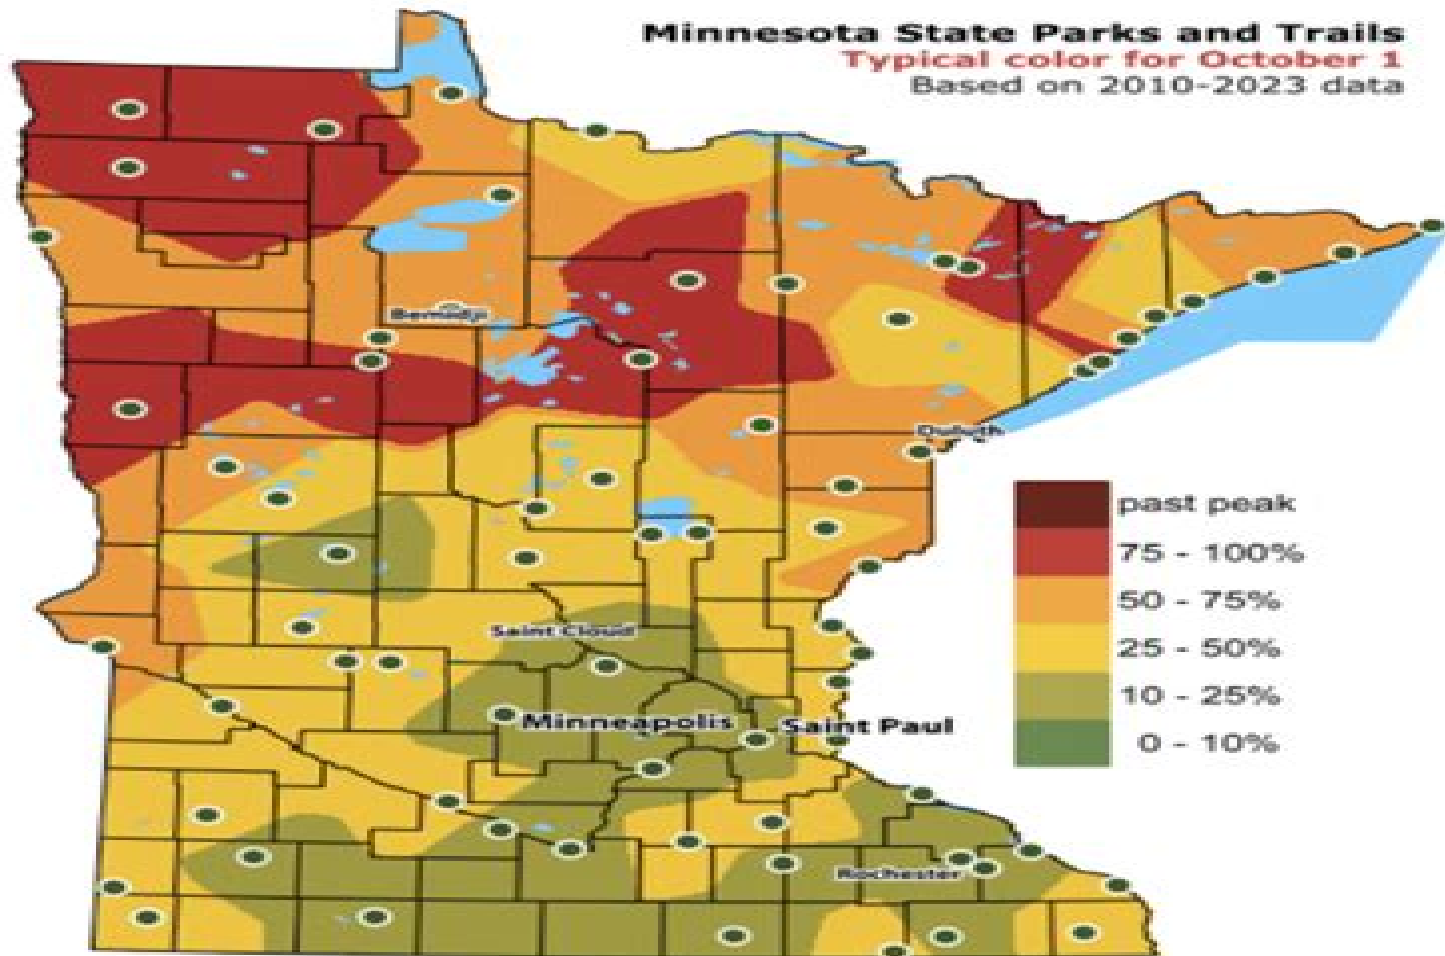 Minnesota State Parks and Trails
Typical color for October 1
Based on 2010-2023 data
Bemidji
Duluth
past peak
75 - 100%
50 - 75%
25 - 50%
10 - 25%
0 - 10%
Saint Cloud
Minneapolis
Saint Paul
Rochester